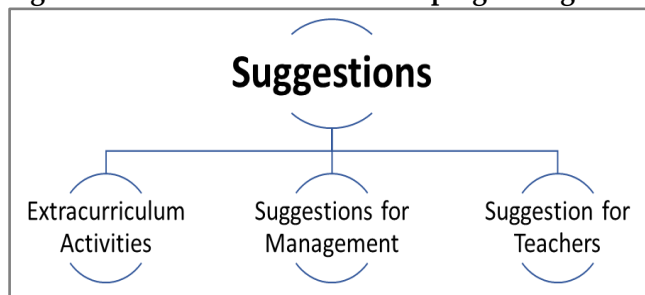 Suggestions
Extracurriculum
Activities
Suggestions for
Management
Suggestion for
Teachers